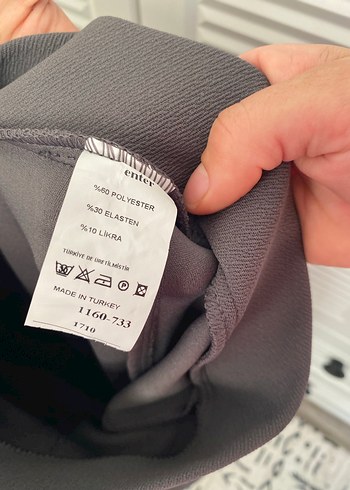 enter
%60 POLYESTER
%30 ELASTEN
%10 LİKRA
TÜRKİYE DE ÜRETİLMİSTİR
MADE IN TURKEY
1160-733
1710